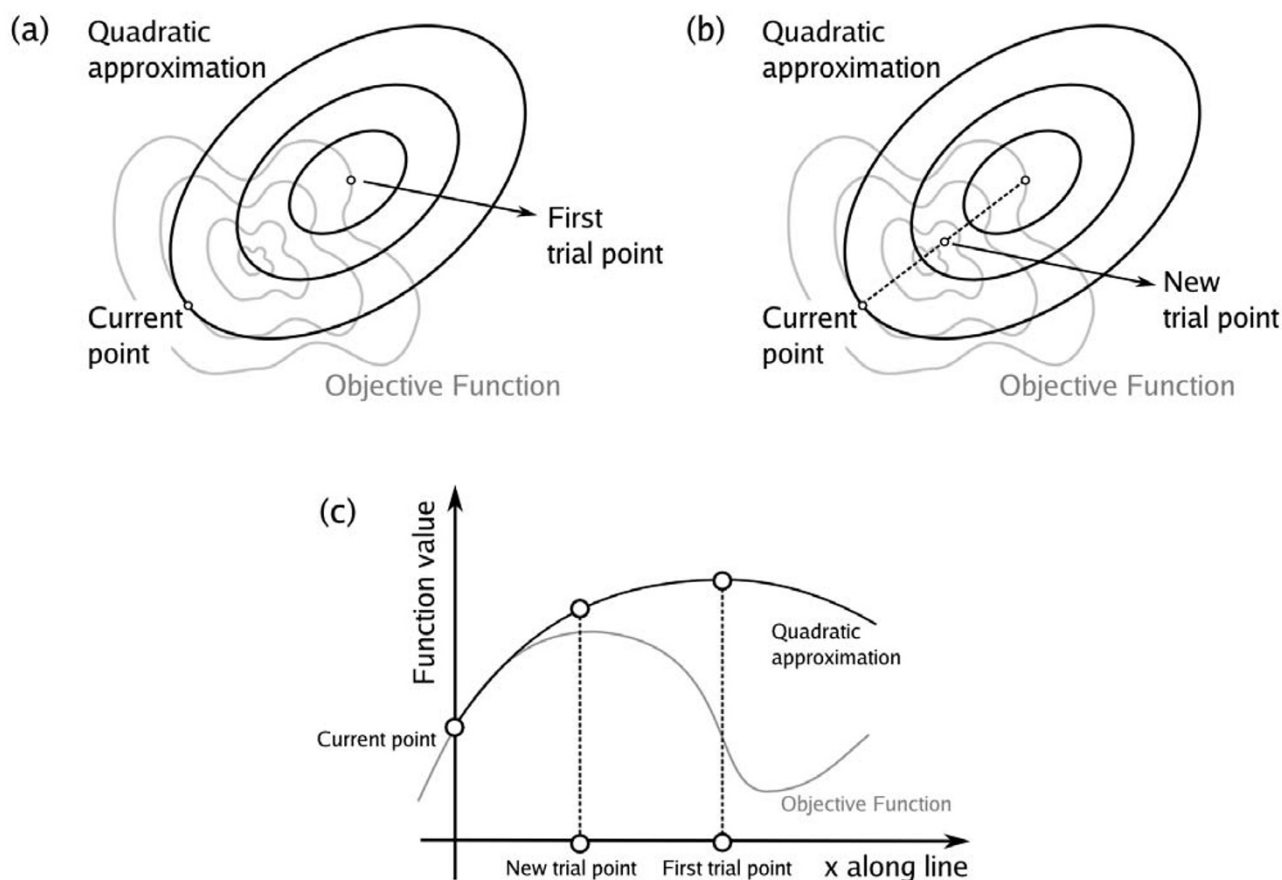 (a)
Quadratic
approximation
First
trial point
Current
point
Objective Function
(b)
Quadratic
approximation
New
trial point
Current
point
Objective Function
(c)
Function value
Quadratic
approximation
Current point
Objective Function
New trial point
First trial point
x along line